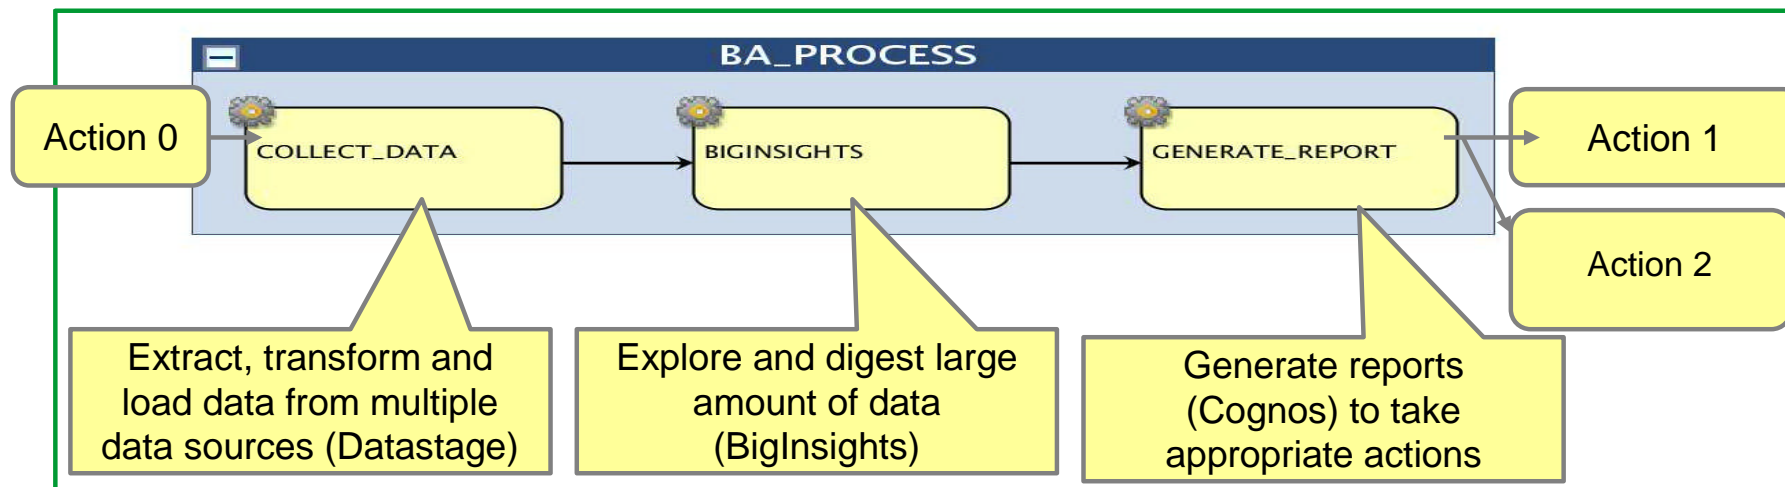 BA_PROCESS
Action 0
COLLECT_DATA
BIGINSIGHTS
GENERATE_REPORT
Action 1
Action 2
Extract, transform and
load data from multiple
data sources (Datastage)
Explore and digest large
amount of data
(BigInsights)
Generate reports
(Cognos) to take
appropriate actions